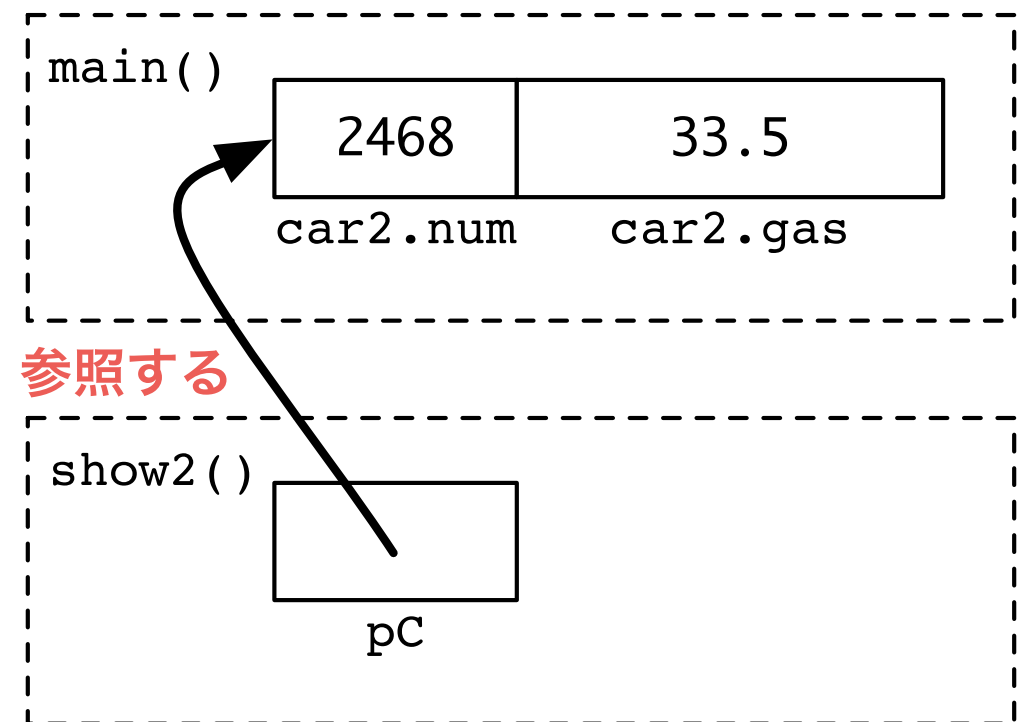 main()
2468 33.5
car2.num car2.gas
参照する
show2()
pC